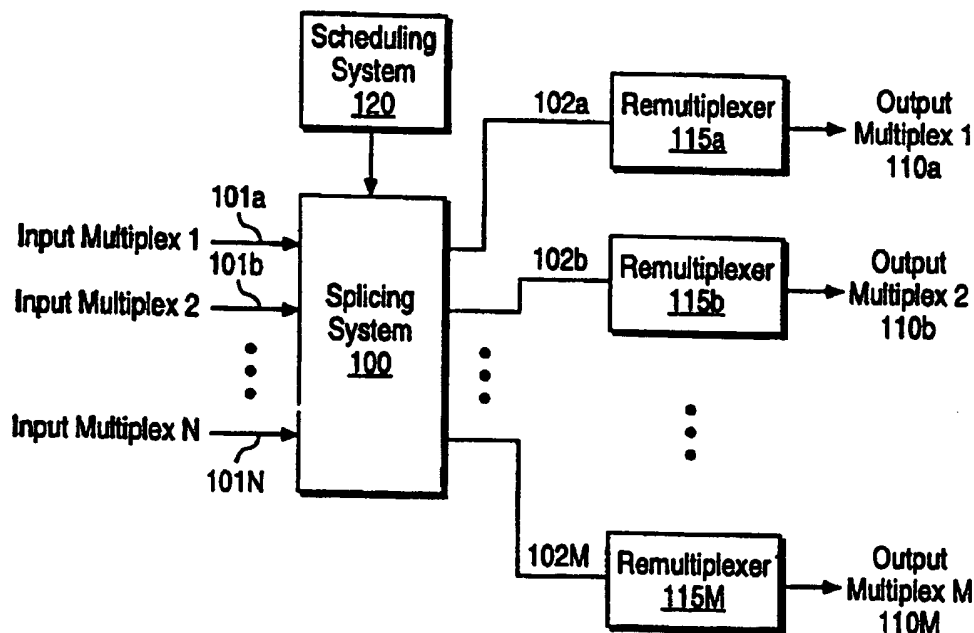 Scheduling
System
120
102a
Remultiplexer
115a
Output
Multiplex 1
110a
101a
Input Multiplex 1
101b
Input Multiplex 2
Splicing
System
100
102b
Remultiplexer
115b
Output
Multiplex 2
110b
Input Multiplex N
101N
102M
Remultiplexer
115M
Output
Multiplex M
110M